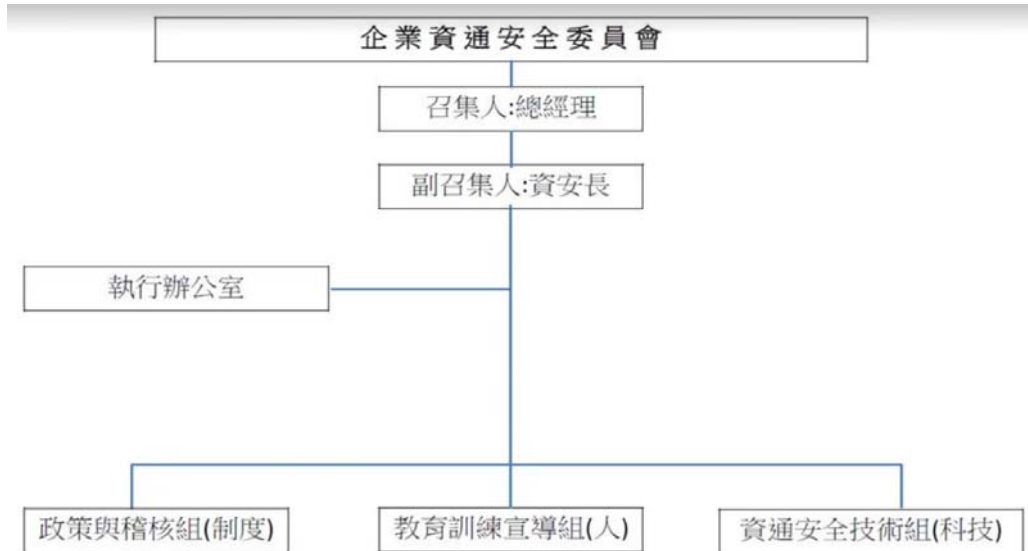 企業資通安全委員會
召集人:總經理
副召集人:資安長
執行辦公室
政策與稽核組(制度)
教育訓練宣導組(人)
資通安全技術組(科技)